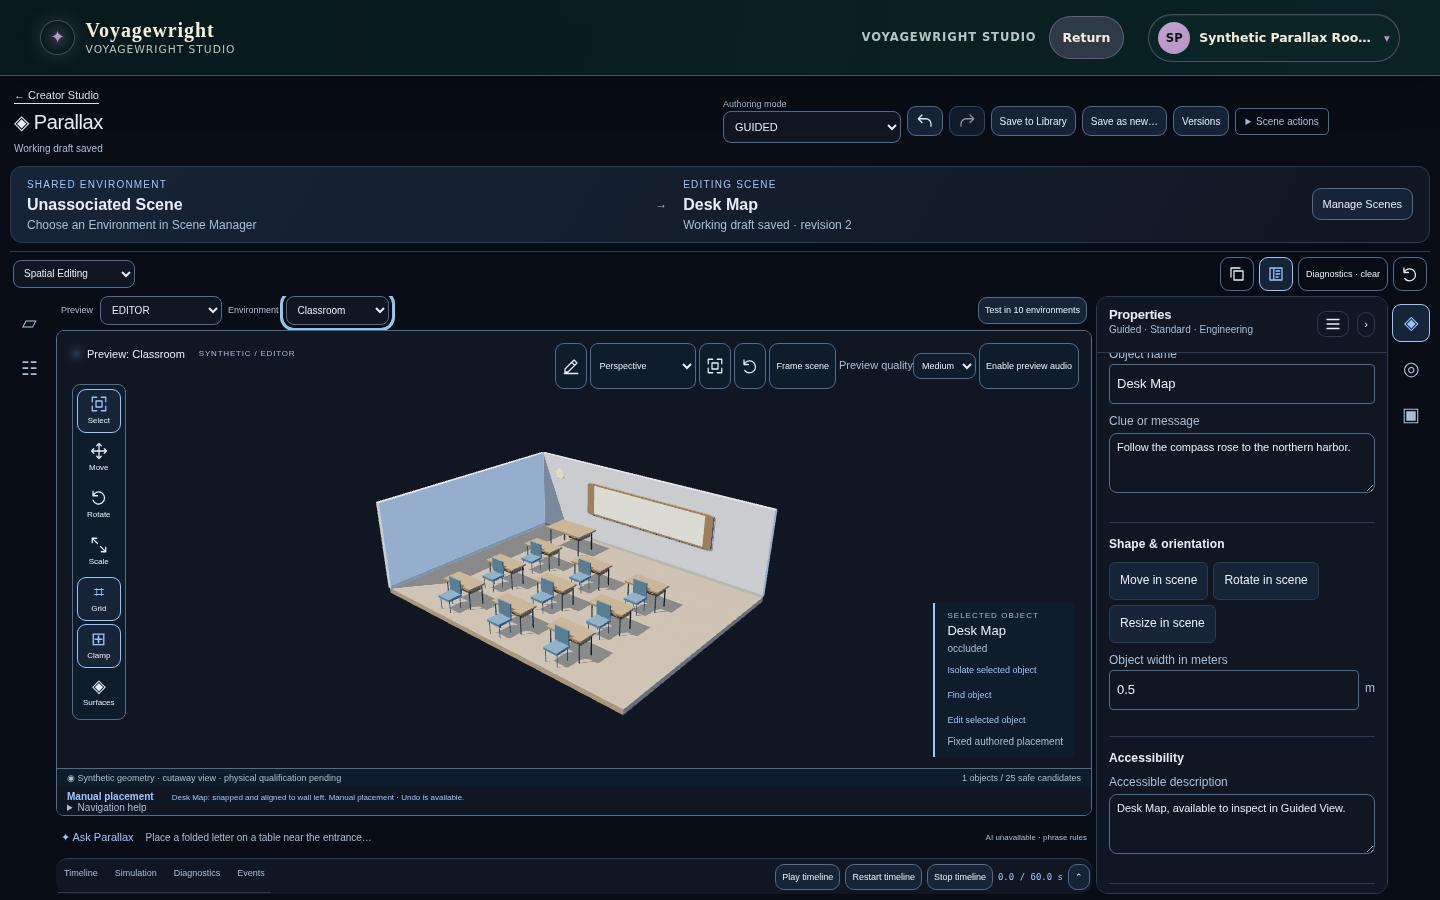 Voyagewright
VOYAGEWRIGHT STUDIO
VOYAGEWRIGHT STUDIO
Return
SP
Synthetic Parallax Roo…
← Creator Studio
◈ Parallax
Working draft saved
Authoring mode
GUIDED
Save to Library
Save as new…
Versions
Scene actions
SHARED ENVIRONMENT
Unassociated Scene
Choose an Environment in Scene Manager
→
EDITING SCENE
Desk Map
Working draft saved · revision 2
Manage Scenes
Spatial Editing
Diagnostics · clear
Preview
EDITOR
Environment
Classroom
Test in 10 environments
Preview: Classroom
SYNTHETIC / EDITOR
Perspective
Frame scene
Preview quality
Medium
Enable preview audio
Select
Move
Rotate
Scale
Grid
Clamp
Surfaces
SELECTED OBJECT
Desk Map
occluded
Isolate selected object
Find object
Edit selected object
Fixed authored placement
Synthetic geometry · cutaway view · physical qualification pending
1 objects / 25 safe candidates
Manual placement
Desk Map: snapped and aligned to wall left. Manual placement · Undo is available.
Navigation help
✦ Ask Parallax
Place a folded letter on a table near the entrance…
AI unavailable · phrase rules
Timeline
Simulation
Diagnostics
Events
Play timeline
Restart timeline
Stop timeline
0.0 / 60.0 s
Properties
Guided · Standard · Engineering
Object name
Desk Map
Clue or message
Follow the compass rose to the northern harbor.
Shape & orientation
Move in scene
Rotate in scene
Resize in scene
Object width in meters
0.5
m
Accessibility
Accessible description
Desk Map, available to inspect in Guided View.